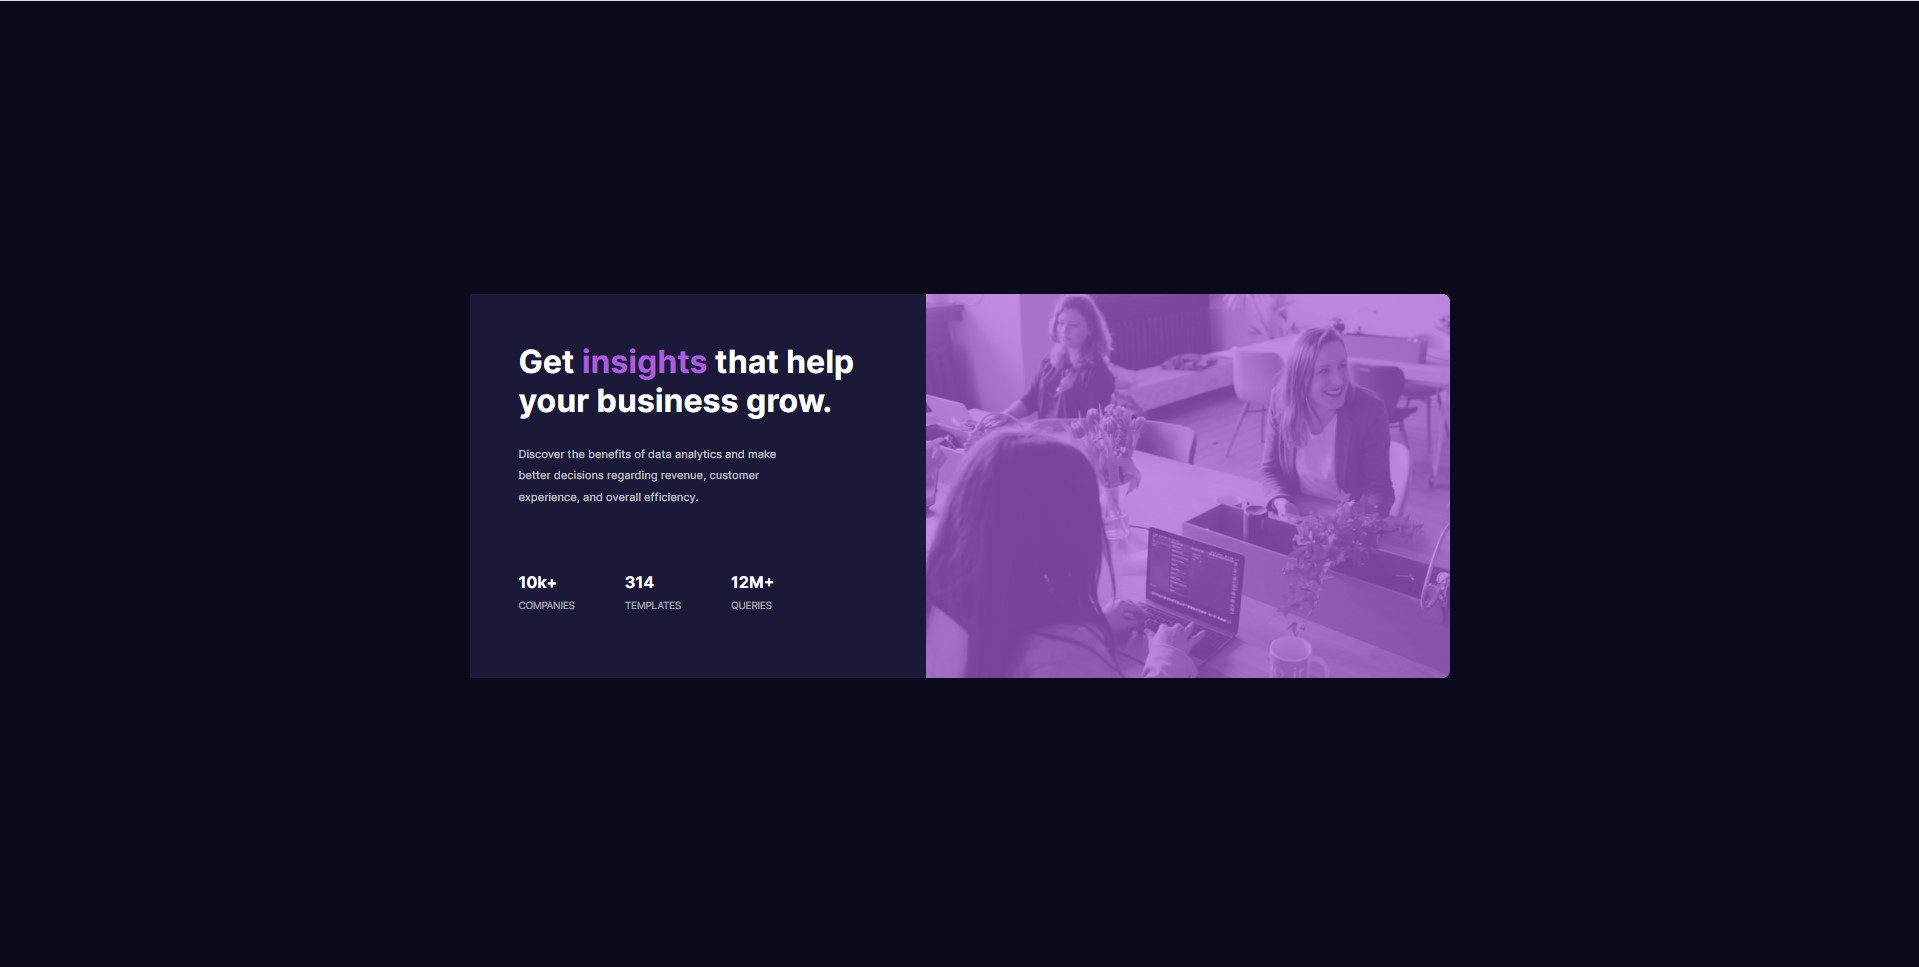 Get insights that help
your business grow.
Discover the benefits of data analytics and make
better decisions regarding revenue, customer
experience, and overall efficiency.
10k+ 314 12M+
COMPANIES TEMPLATES QUERIES